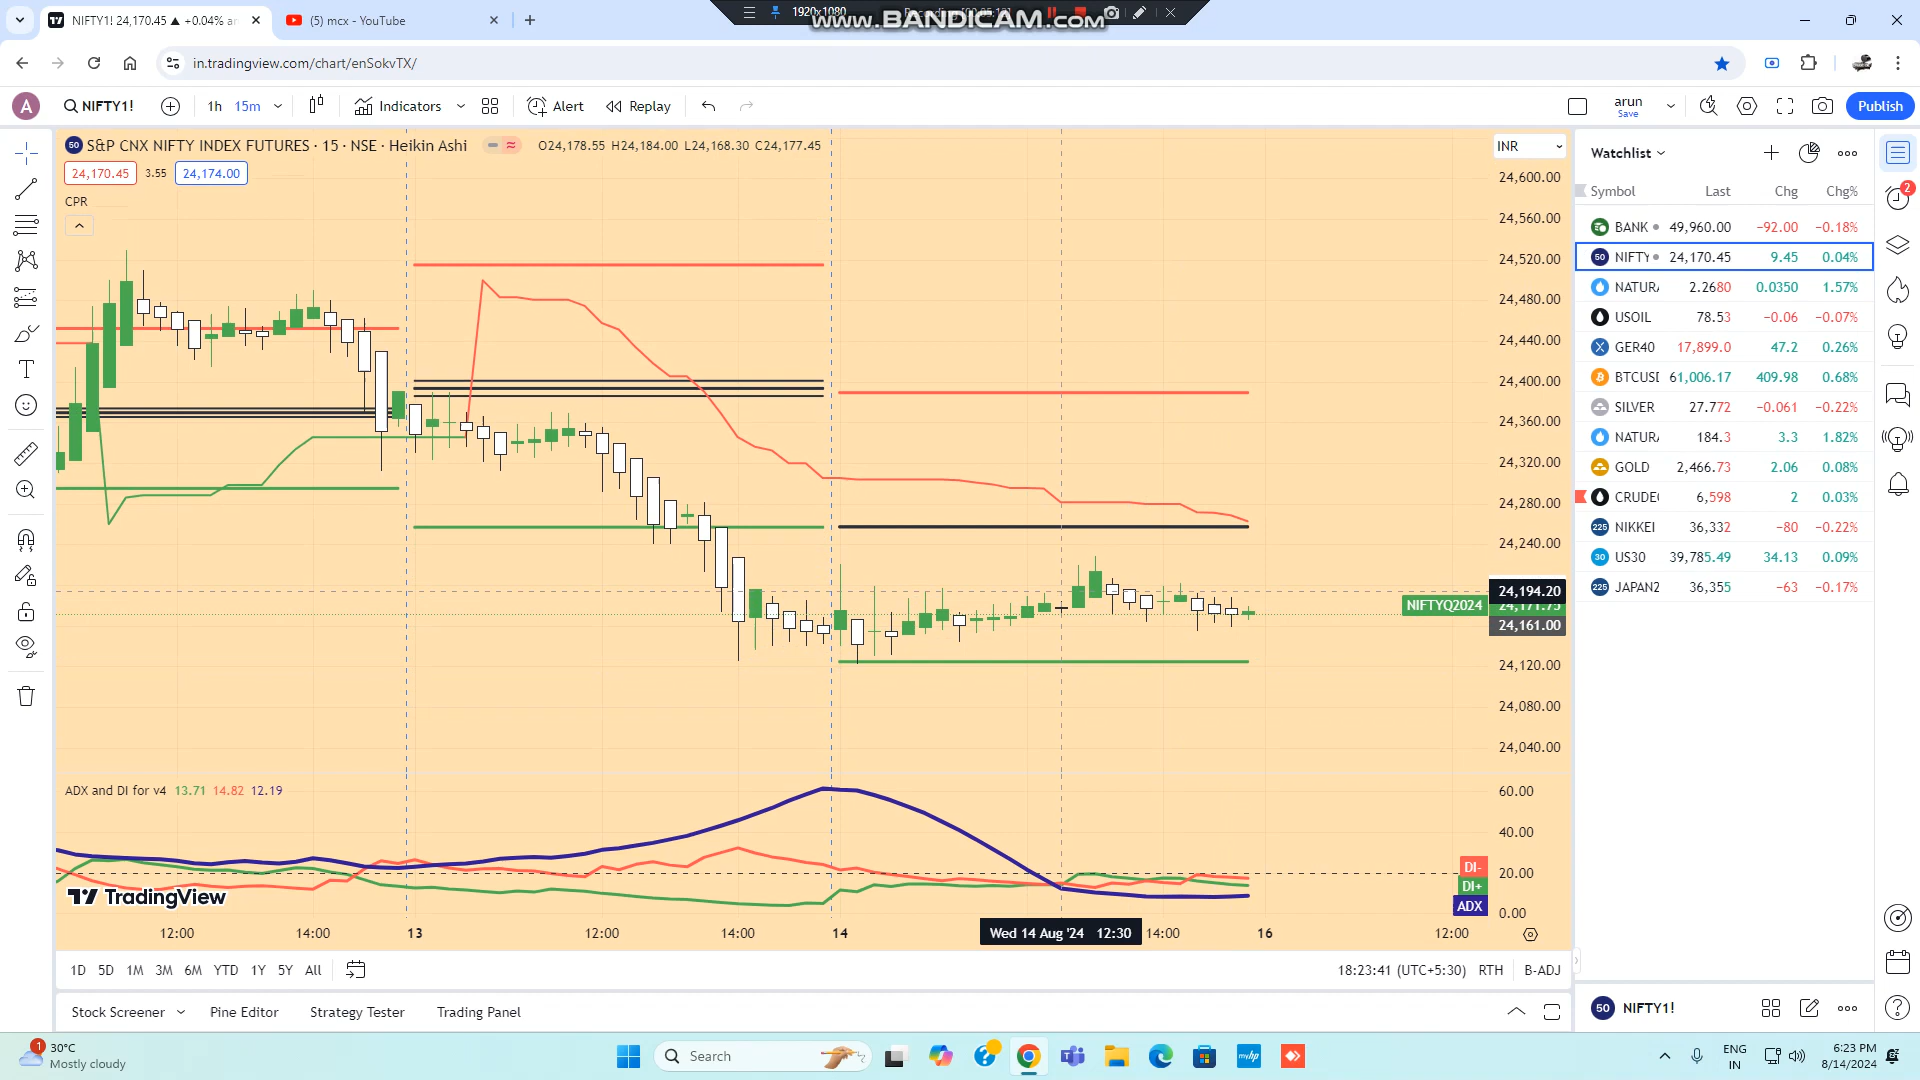 NIFTY1! 24,170.45 ▲ +0.04%
(5) mcx - YouTube
1920x1080
www.BANDICAM.com
in.tradingview.com/chart/enSokvTX/
A
NIFTY1!
1h
15m
Indicators
Alert
Replay
arun
Save
Publish
S&P CNX NIFTY INDEX FUTURES · 15 · NSE · Heikin Ashi
O24,178.55 H24,184.00 L24,168.30 C24,177.45
INR
24,170.45
3.55
24,174.00
CPR
24,600.00
24,560.00
24,520.00
24,480.00
24,440.00
24,400.00
24,360.00
24,320.00
24,280.00
24,240.00
24,194.20
NIFTYQ2024
24,161.00
24,120.00
24,080.00
24,040.00
ADX and DI for v4 13.71 14.82 12.19
60.00
40.00
DI-
20.00
DI+
ADX
0.00
TradingView
12:00
14:00
13
12:00
14:00
14
Wed 14 Aug '24 12:30
14:00
16
12:00
1D 5D 1M 3M 6M YTD 1Y 5Y All
18:23:41 (UTC+5:30) RTH B-ADJ
Stock Screener
Pine Editor
Strategy Tester
Trading Panel
Watchlist
Symbol Last Chg Chg%
BANK 49,960.00 −92.00 −0.18%
50 NIFTY 24,170.45 9.45 0.04%
NATURA 2.2680 0.0350 1.57%
USOIL 78.53 −0.06 −0.07%
GER40 17,899.0 47.2 0.26%
BTCUSD 61,006.17 409.98 0.68%
SILVER 27.772 −0.061 −0.22%
NATURA 184.3 3.3 1.82%
GOLD 2,466.73 2.06 0.08%
CRUDEO 6,598 2 0.03%
225 NIKKEI 36,332 −80 −0.22%
30 US30 39,785.49 34.13 0.09%
225 JAPAN2 36,355 −63 −0.17%
2
50 NIFTY1!
1
30°C
Mostly cloudy
Search
myhp
ENG
IN
6:23 PM
8/14/2024